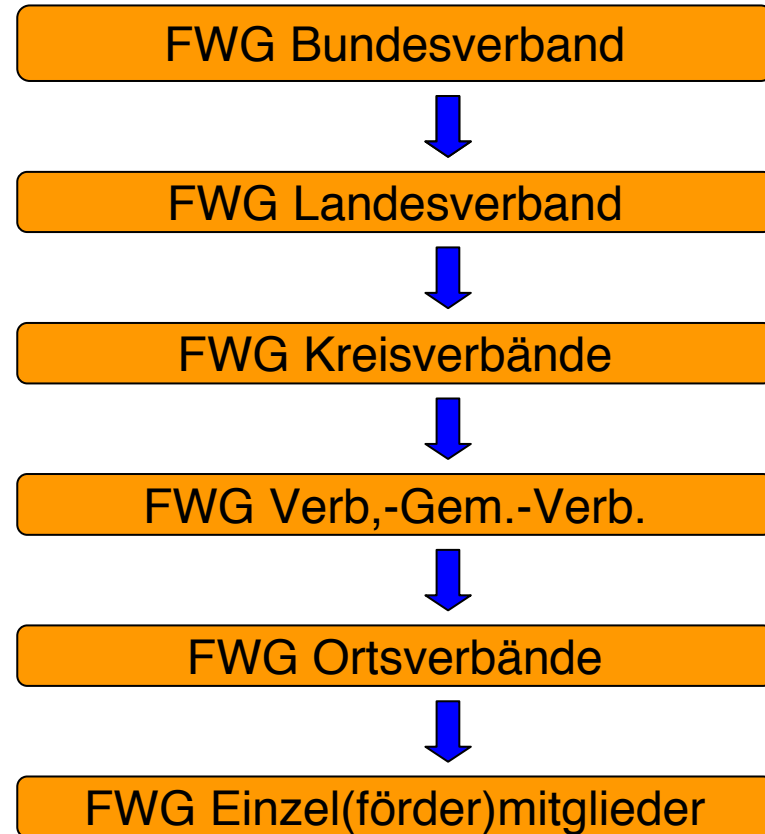 FWG Bundesverband
FWG Landesverband
FWG Kreisverbände
FWG Verb,-Gem.-Verb.
FWG Ortsverbände
FWG Einzel(förder)mitglieder